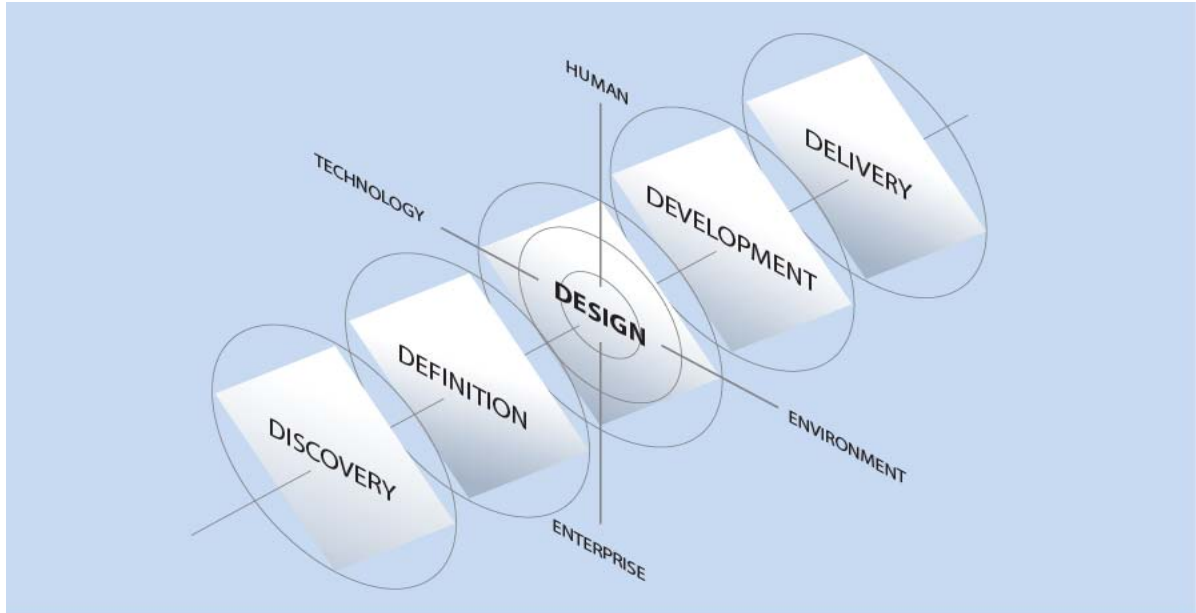 HUMAN
DELIVERY
TECHNOLOGY
DEVELOPMENT
DESIGN
DEFINITION
ENVIRONMENT
DISCOVERY
ENTERPRISE